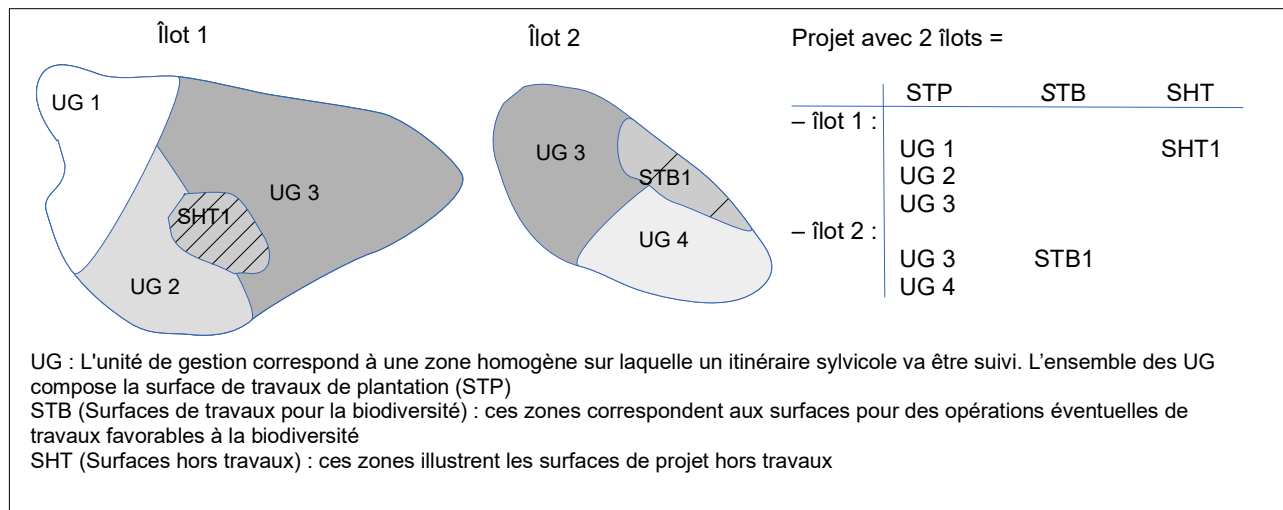 Îlot 1
UG 1
UG 3
SHT1
UG 2
Îlot 2
UG 3
STB1
UG 4
Projet avec 2 îlots =
STP STB SHT
– îlot 1 :
UG 1 SHT1
UG 2
UG 3
– îlot 2 :
UG 3 STB1
UG 4
UG : L'unité de gestion correspond à une zone homogène sur laquelle un itinéraire sylvicole va être suivi. L’ensemble des UG
compose la surface de travaux de plantation (STP)
STB (Surfaces de travaux pour la biodiversité) : ces zones correspondent aux surfaces pour des opérations éventuelles de
travaux favorables à la biodiversité
SHT (Surfaces hors travaux) : ces zones illustrent les surfaces de projet hors travaux